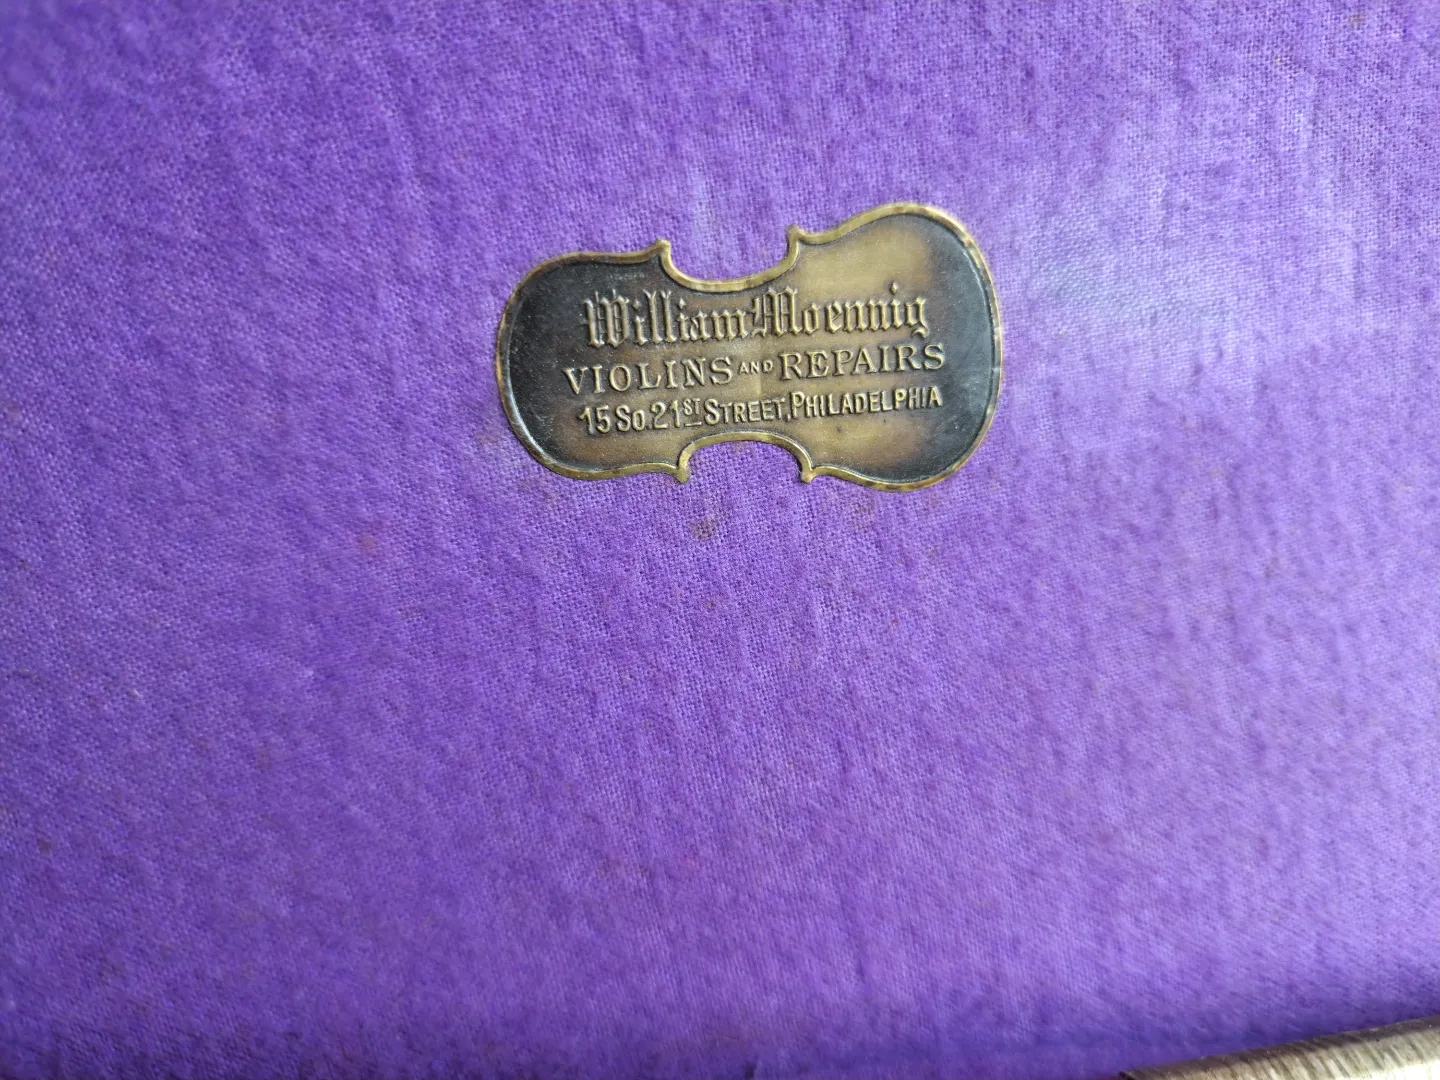 William Moennig
VIOLINS AND REPAIRS
15 So. 21ST STREET, PHILADELPHIA